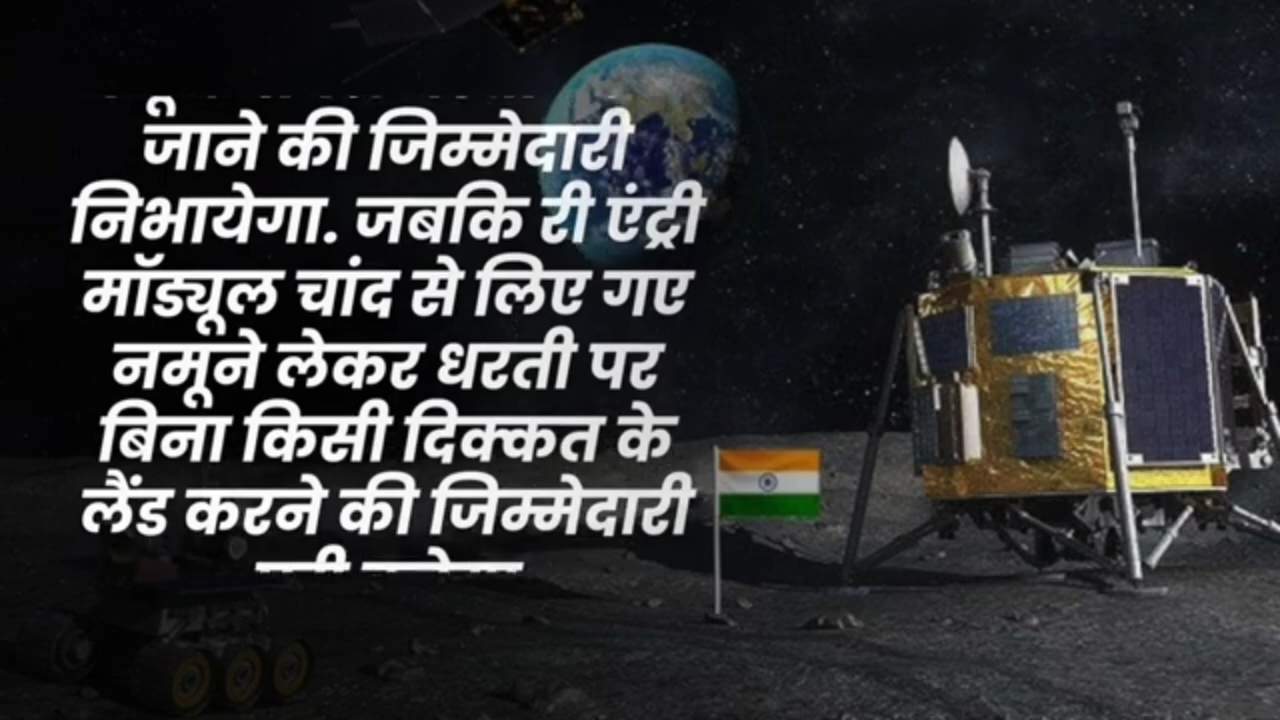 जाने की जिम्मेदारी
निभायेगा. जबकि री एंट्री
मॉड्यूल चांद से लिए गए
नमूने लेकर धरती पर
बिना किसी दिक्कत के
लैंड करने की जिम्मेदारी